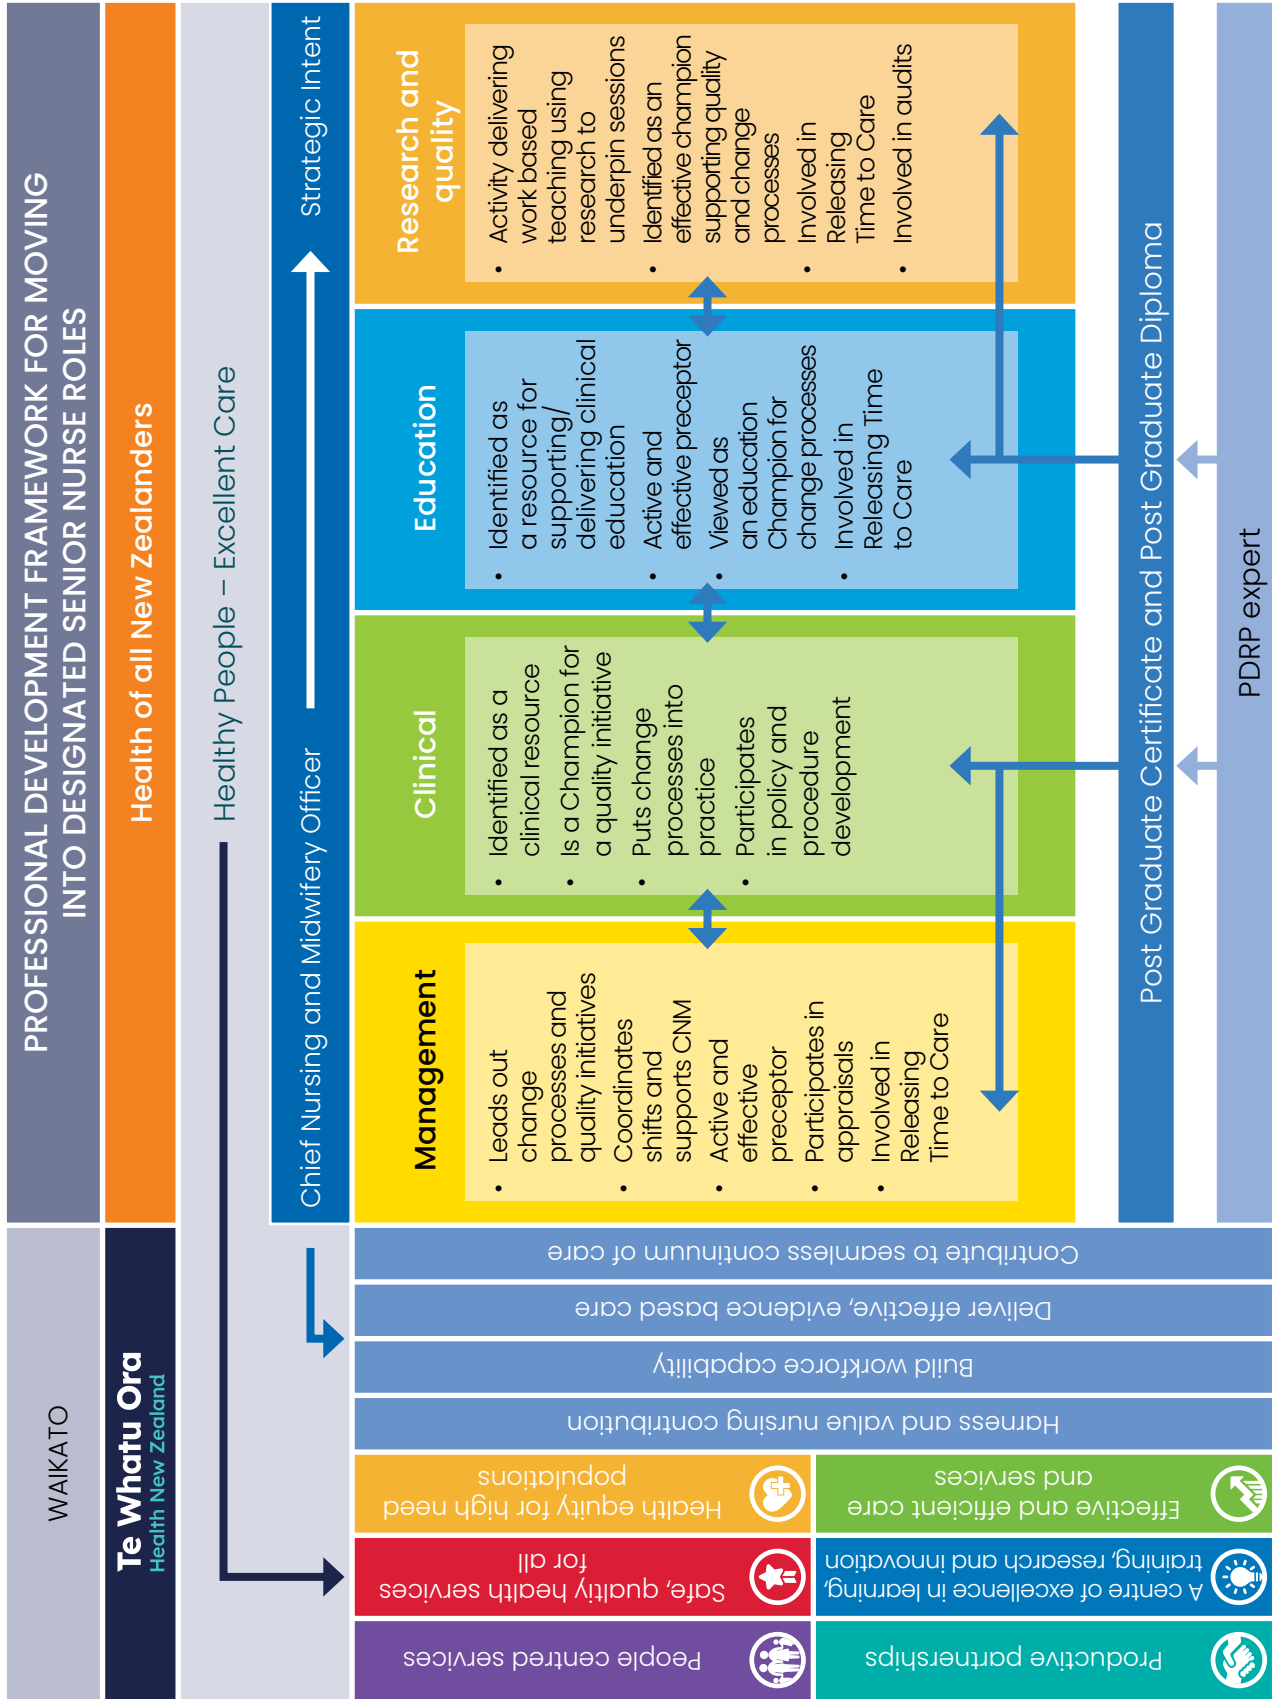 WAIKATO
PROFESSIONAL DEVELOPMENT FRAMEWORK FOR MOVING
INTO DESIGNATED SENIOR NURSE ROLES
Te Whatu Ora
Health New Zealand
Health of all New Zealanders
Healthy People – Excellent Care
Chief Nursing and Midwifery Officer
Strategic Intent
People centred services
Safe, qualtiy health services
for all
Health equity for high need
populations
Productive partnerships
A centre of excellence in learning,
training, research and innovation
Effective and efficient care
and services
Harness and value nursing contribution
Build workforce capability
Deliver effective, evidence based care
Contribute to seamless continuum of care
Management
• Leads out
change
processes and
quality initiatives
• Coordinates
shifts and
supports CNM
• Active and
effective
preceptor
• Participates in
appraisals
• Involved in
Releasing
Time to Care
Clinical
• Identified as a
clinical resource
• Is a Champion for
a quality initiative
• Puts change
processes into
practice
• Participates
in policy and
procedure
development
Education
• Identified as
a resource for
supporting/
delivering clinical
education
• Active and
effective preceptor
• Viewed as
an education
Champion for
change processes
• Involved in
Releasing Time
to Care
Research and
quality
• Activity delivering
work based
teaching using
research to
underpin sessions
• Identified as an
effective champion
supporting quality
and change
processes
• Involved in
Releasing
Time to Care
• Involved in audits
Post Graduate Certificate and Post Graduate Diploma
PDRP expert